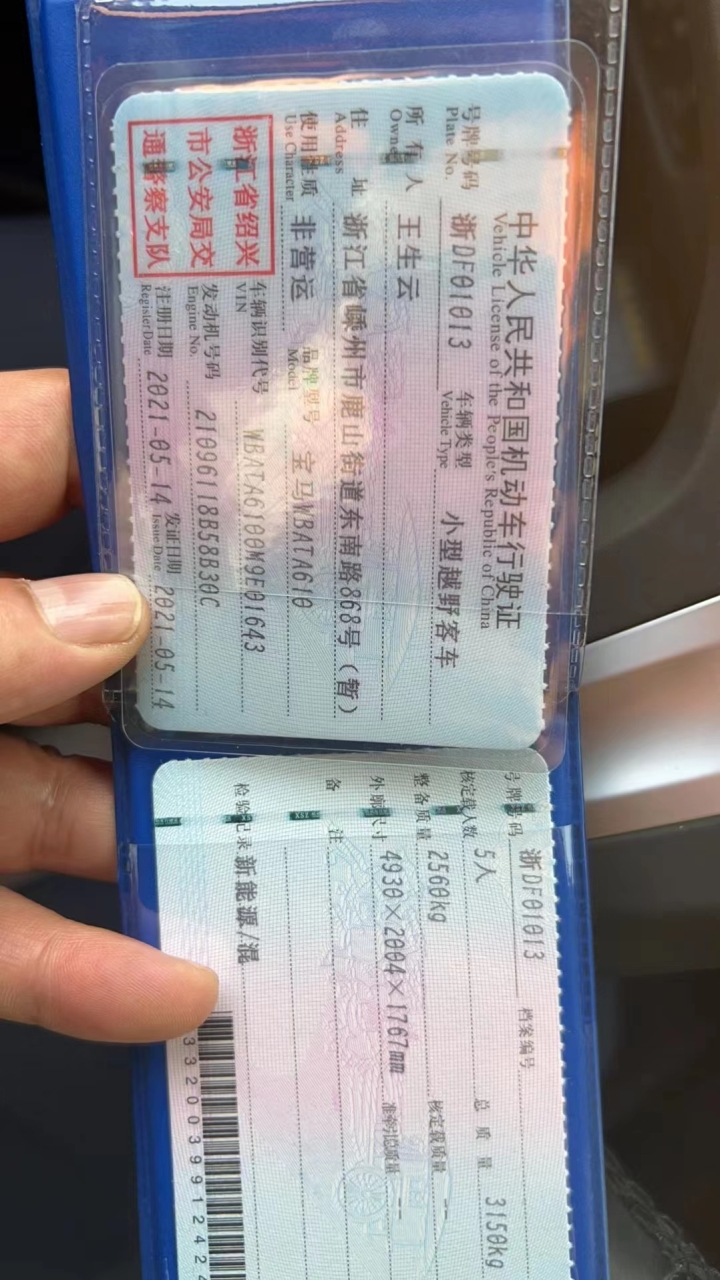 中华人民共和国机动车行驶证
Vehicle License of the People's Republic of China
号牌号码 浙DF01013 车辆类型 小型越野客车
Plate No. Vehicle Type
所有人 王生云
Owner
住址 浙江省嵊州市鹿山街道东南路868号(暂)
Address
使用性质 非营运 品牌型号 宝马WBATA610
Use Character Model
浙江省绍兴
市公安局交
通警察支队
车辆识别代号 WBATA6100M9E01643
VIN
发动机号码 21096118B58B30C
Engine No.
注册日期 2021-05-14 发证日期 2021-05-14
Register Date Issue Date
号牌号码 浙DF01013 档案编号
核定载人数 5人 总质量 3150kg
整备质量 2560kg 核定载质量 --
外廓尺寸 4930×2004×1767mm 准牵引总质量 --
备注
检验记录 新能源/混
3320039912424